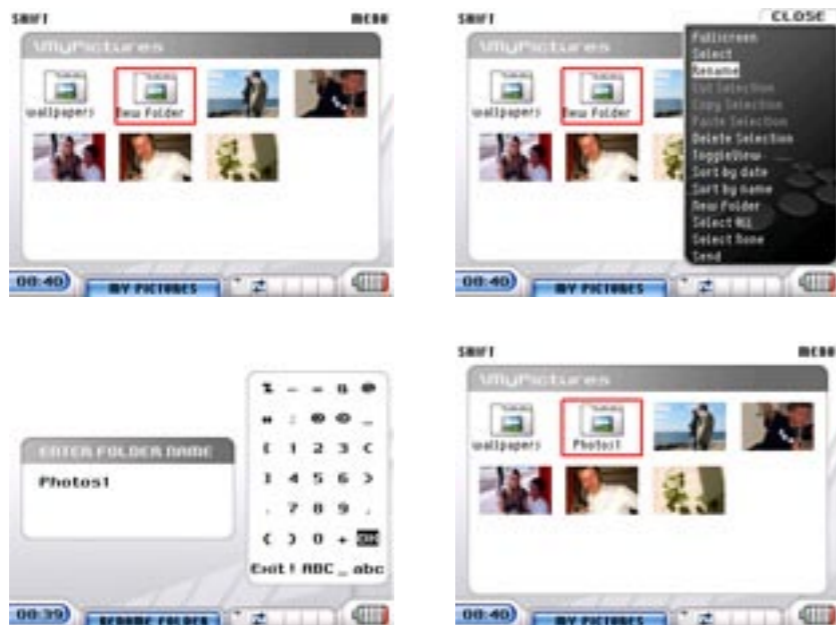 SHIFT MENU
\MyPictures
wallpapers New Folder
00:40 MY PICTURES
SHIFT CLOSE
\MyPictures
wallpapers New Folder
Fullscreen
Select
Rename
Cut Selection
Copy Selection
Paste Selection
Delete Selection
ToggleView
Sort by date
Sort by name
New Folder
Select All
Select None
Send
00:40 MY PICTURES
ENTER FOLDER NAME
Photos1
1 2 3
4 5 6
7 8 9
( ) 0 + OK
Exit ! ABC _ abc
00:39 RENAME FOLDER
SHIFT MENU
\MyPictures
wallpapers Photos1
00:40 MY PICTURES